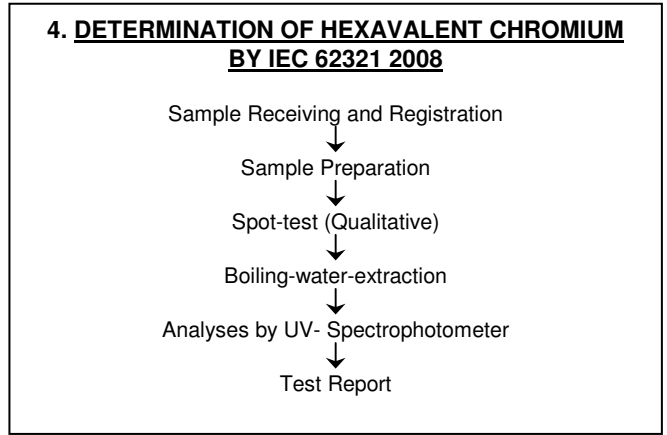 4. DETERMINATION OF HEXAVALENT CHROMIUM
BY IEC 62321 2008
Sample Receiving and Registration
Sample Preparation
Spot-test (Qualitative)
Boiling-water-extraction
Analyses by UV- Spectrophotometer
Test Report